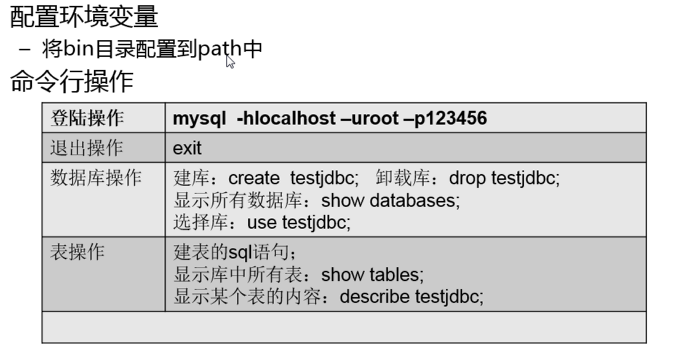 配置环境变量
– 将bin目录配置到path中
命令行操作
登陆操作 mysql -hlocalhost –uroot –p123456
退出操作 exit
数据库操作 建库：create testjdbc; 卸载库：drop testjdbc;
显示所有数据库：show databases;
选择库：use testjdbc;
表操作 建表的sql语句；
显示库中所有表：show tables;
显示某个表的内容：describe testjdbc;